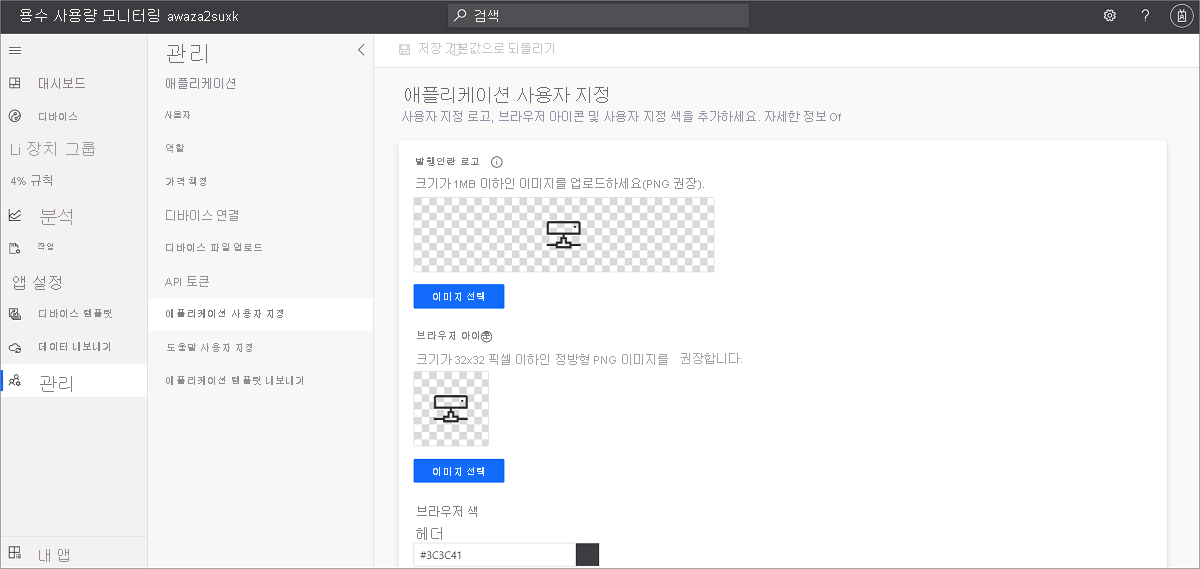 용수 사용량 모니터링 awaza2suxk
검색
?
대시보드
디바이스
Li 장치 그룹
4% 규칙
분석
작업
앱 설정
디바이스 템플릿
데이터 내보내기
관리
내 앱
관리
애플리케이션
사용자
역할
가격 책정
디바이스 연결
디바이스 파일 업로드
API 토큰
애플리케이션 사용자 지정
도움말 사용자 지정
애플리케이션 템플릿 내보내기
저장 기본값으로 되돌리기
애플리케이션 사용자 지정
사용자 지정 로고, 브라우저 아이콘 및 사용자 지정 색을 추가하세요. 자세한 정보 Of
로고
크기가 1MB 이하인 이미지를 업로드하세요(PNG 권장).
이미지 선택
브라우저 아이콘
크기가 32x32 픽셀 이하인 정방형 PNG 이미지를 권장합니다.
이미지 선택
브라우저 색
헤더
#3C3C41